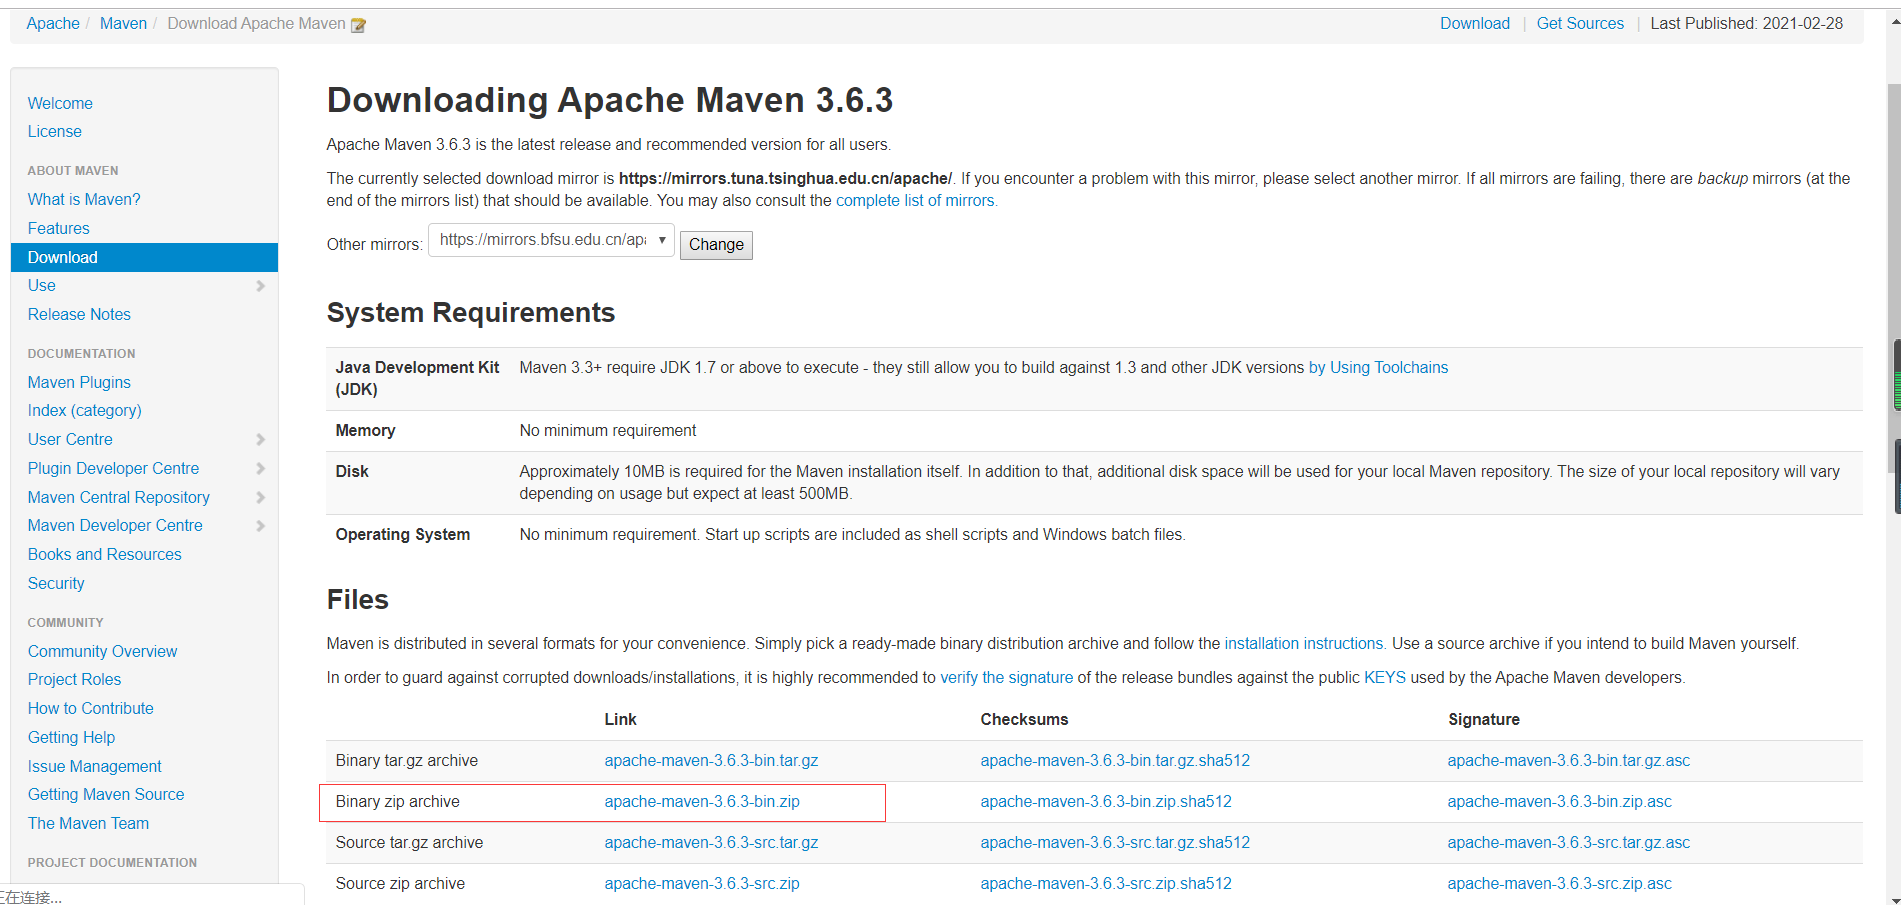 Apache / Maven / Download Apache Maven
Download | Get Sources | Last Published: 2021-02-28
Welcome
License
ABOUT MAVEN
What is Maven?
Features
Download
Use
Release Notes
DOCUMENTATION
Maven Plugins
Index (category)
User Centre
Plugin Developer Centre
Maven Central Repository
Maven Developer Centre
Books and Resources
Security
COMMUNITY
Community Overview
Project Roles
How to Contribute
Getting Help
Issue Management
Getting Maven Source
The Maven Team
PROJECT DOCUMENTATION
正在连接...
Downloading Apache Maven 3.6.3
Apache Maven 3.6.3 is the latest release and recommended version for all users.
The currently selected download mirror is https://mirrors.tuna.tsinghua.edu.cn/apache/. If you encounter a problem with this mirror, please select another mirror. If all mirrors are failing, there are backup mirrors (at the
end of the mirrors list) that should be available. You may also consult the complete list of mirrors.
Other mirrors: https://mirrors.bfsu.edu.cn/apa Change
System Requirements
Java Development Kit Maven 3.3+ require JDK 1.7 or above to execute - they still allow you to build against 1.3 and other JDK versions by Using Toolchains
(JDK)
Memory No minimum requirement
Disk Approximately 10MB is required for the Maven installation itself. In addition to that, additional disk space will be used for your local Maven repository. The size of your local repository will vary
depending on usage but expect at least 500MB.
Operating System No minimum requirement. Start up scripts are included as shell scripts and Windows batch files.
Files
Maven is distributed in several formats for your convenience. Simply pick a ready-made binary distribution archive and follow the installation instructions. Use a source archive if you intend to build Maven yourself.
In order to guard against corrupted downloads/installations, it is highly recommended to verify the signature of the release bundles against the public KEYS used by the Apache Maven developers.
Link Checksums Signature
Binary tar.gz archive apache-maven-3.6.3-bin.tar.gz apache-maven-3.6.3-bin.tar.gz.sha512 apache-maven-3.6.3-bin.tar.gz.asc
Binary zip archive apache-maven-3.6.3-bin.zip apache-maven-3.6.3-bin.zip.sha512 apache-maven-3.6.3-bin.zip.asc
Source tar.gz archive apache-maven-3.6.3-src.tar.gz apache-maven-3.6.3-src.tar.gz.sha512 apache-maven-3.6.3-src.tar.gz.asc
Source zip archive apache-maven-3.6.3-src.zip apache-maven-3.6.3-src.zip.sha512 apache-maven-3.6.3-src.zip.asc